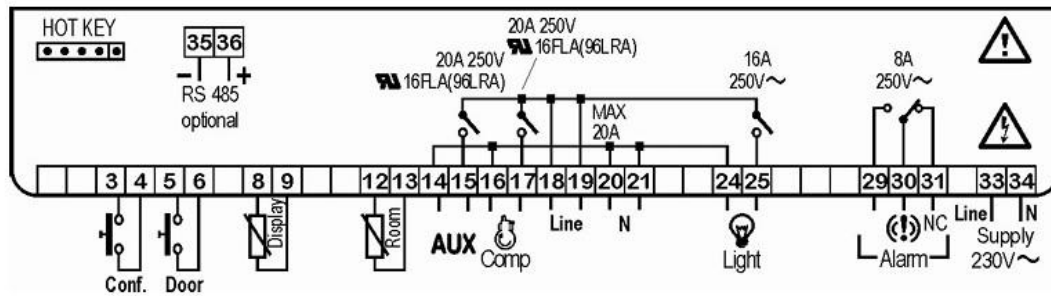 HOT KEY
35 36
- +
RS 485
optional
20A 250V
16FLA(96LRA)
20A 250V
16FLA(96LRA)
MAX
20A
16A
250V~
8A
250V~
3 4 5 6 8 9 12 13 14 15 16 17 18 19 20 21 24 25 29 30 31 33 34
Conf.
Door
Display
Room
AUX
Comp
Line
N
Light
NC
Alarm
Line
N
Supply
230V~